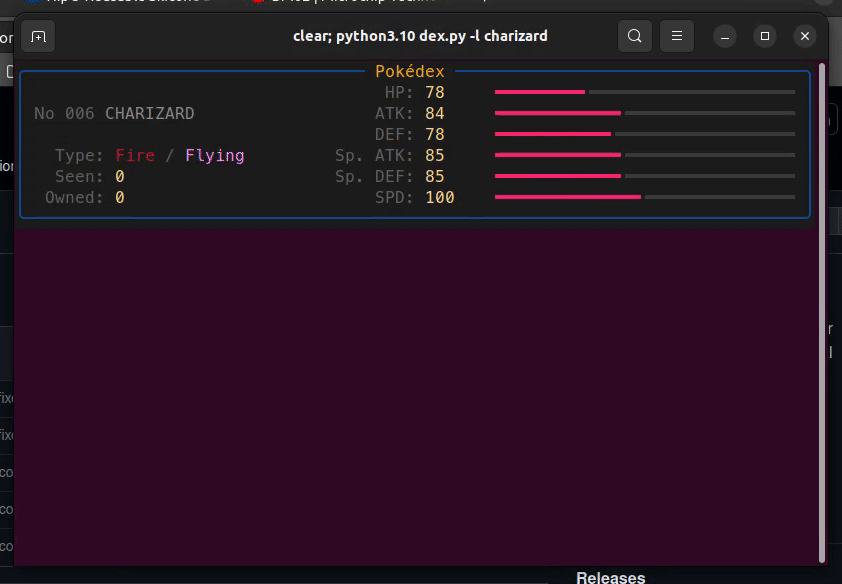 clear; python3.10 dex.py -l charizard
Pokédex
HP: 78
No 006 CHARIZARD
ATK: 84
DEF: 78
Type: Fire / Flying
Sp. ATK: 85
Seen: 0
Sp. DEF: 85
Owned: 0
SPD: 100
Releases